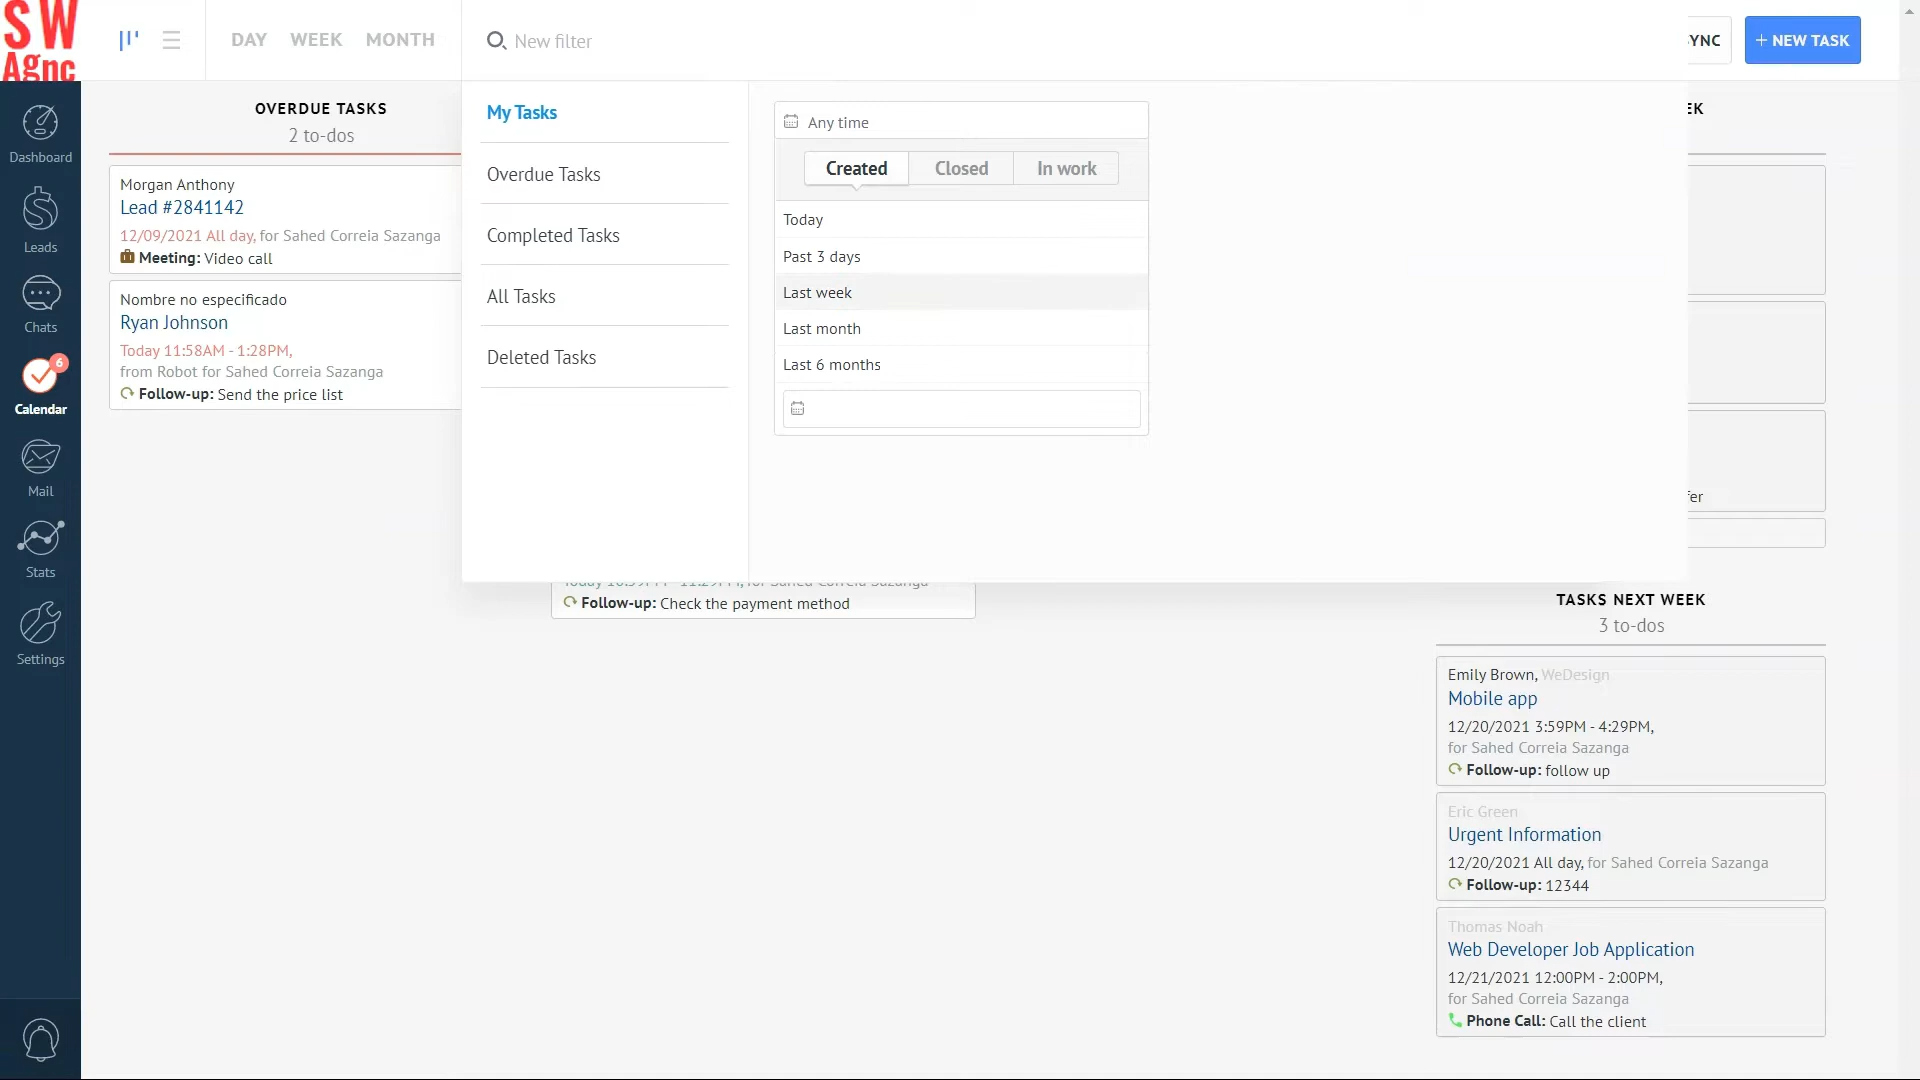 SW
Agnc
DAY WEEK MONTH
New filter
YNC
+ NEW TASK
Dashboard
Leads
Chats
6
Calendar
Mail
Stats
Settings
OVERDUE TASKS
2 to-dos
Morgan Anthony
Lead #2841142
12/09/2021 All day, for Sahed Correia Sazanga
Meeting: Video call
Nombre no especificado
Ryan Johnson
Today 11:58AM - 1:28PM,
from Robot for Sahed Correia Sazanga
Follow-up: Send the price list
My Tasks
Overdue Tasks
Completed Tasks
All Tasks
Deleted Tasks
Any time
Created Closed In work
Today
Past 3 days
Last week
Last month
Last 6 months
Follow-up: Check the payment method
EK
fer
TASKS NEXT WEEK
3 to-dos
Emily Brown, WeDesign
Mobile app
12/20/2021 3:59PM - 4:29PM,
for Sahed Correia Sazanga
Follow-up: follow up
Eric Green
Urgent Information
12/20/2021 All day, for Sahed Correia Sazanga
Follow-up: 12344
Thomas Noah
Web Developer Job Application
12/21/2021 12:00PM - 2:00PM,
for Sahed Correia Sazanga
Phone Call: Call the client